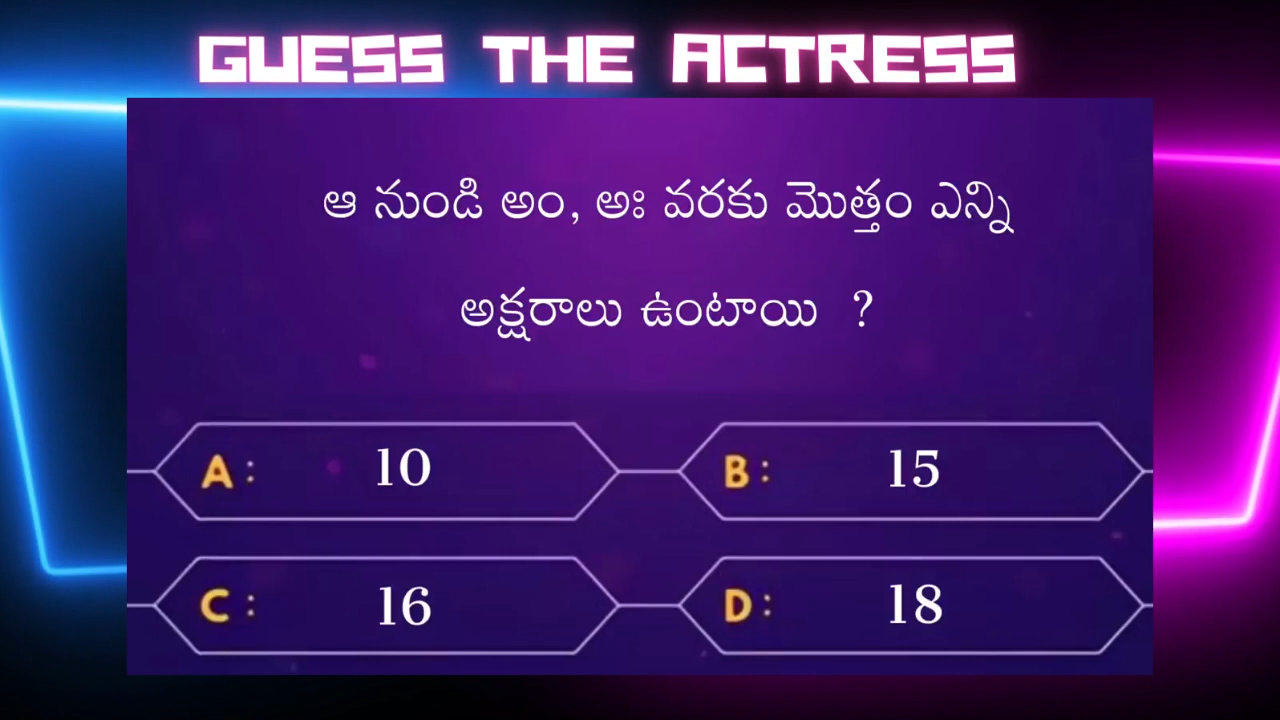 GUESS THE ACTRESS
ఆ నుండి అం, అః వరకు మొత్తం ఎన్ని
అక్షరాలు ఉంటాయి ?
A: 10
B: 15
C: 16
D: 18